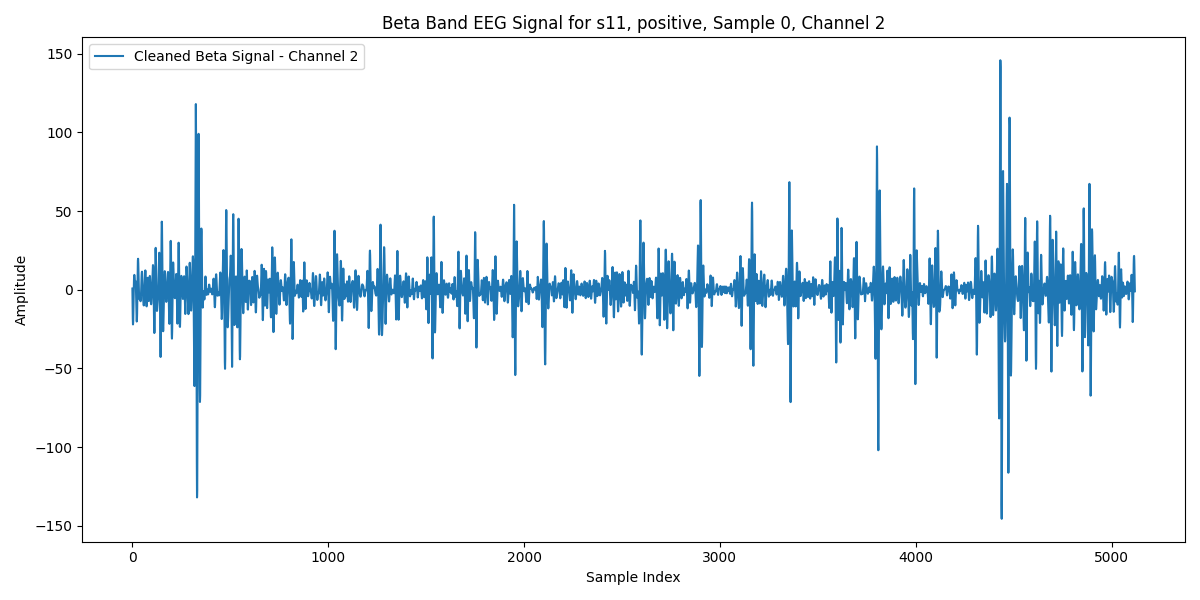 Beta Band EEG Signal for s11, positive, Sample 0, Channel 2
Cleaned Beta Signal - Channel 2
150
100
50
0
−50
−100
−150
Amplitude
0 1000 2000 3000 4000 5000
Sample Index